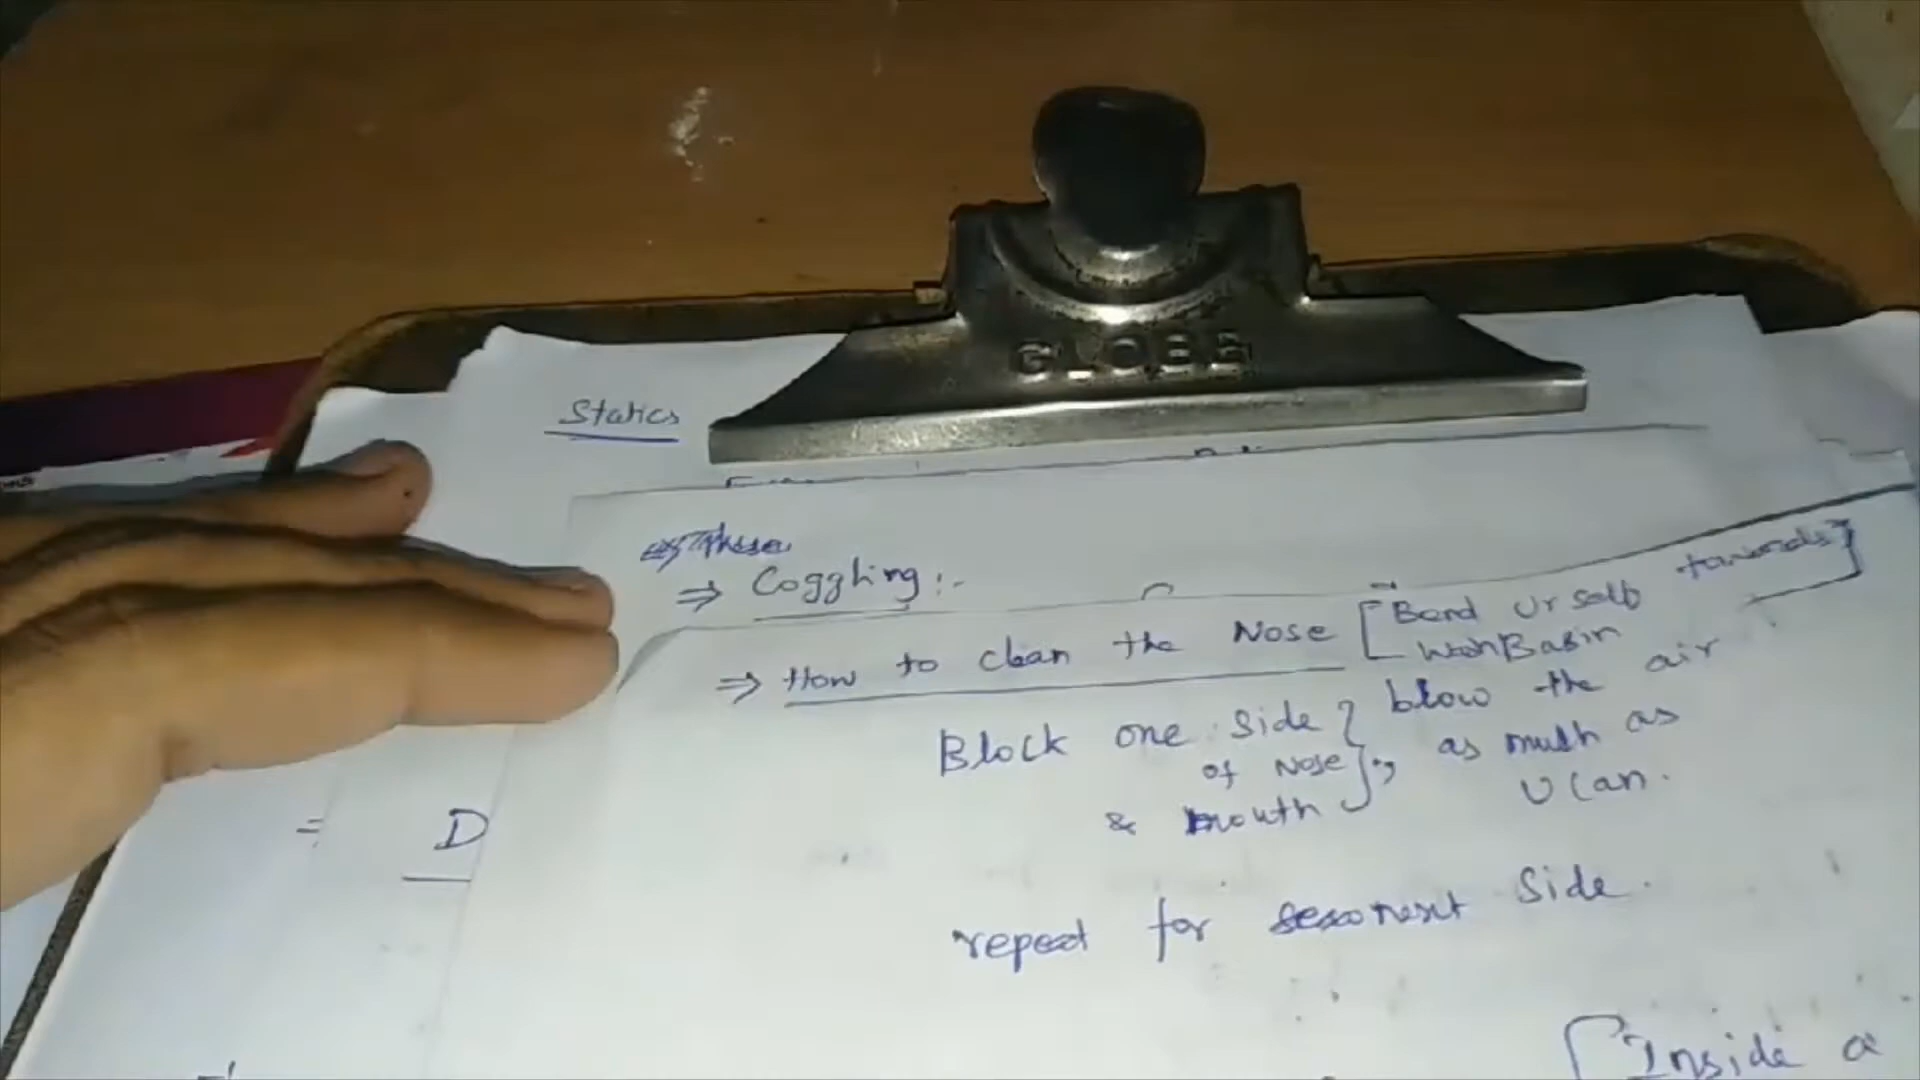 GLOBE
Statics
⇒ Coggling :-
⇒ How to clean the Nose [Bend Ur self towards
WashBasin]
Block one side
of Nose
& mouth } ; blow the air
as much as
U Can.
repeat for next Side.
[Inside a
= D